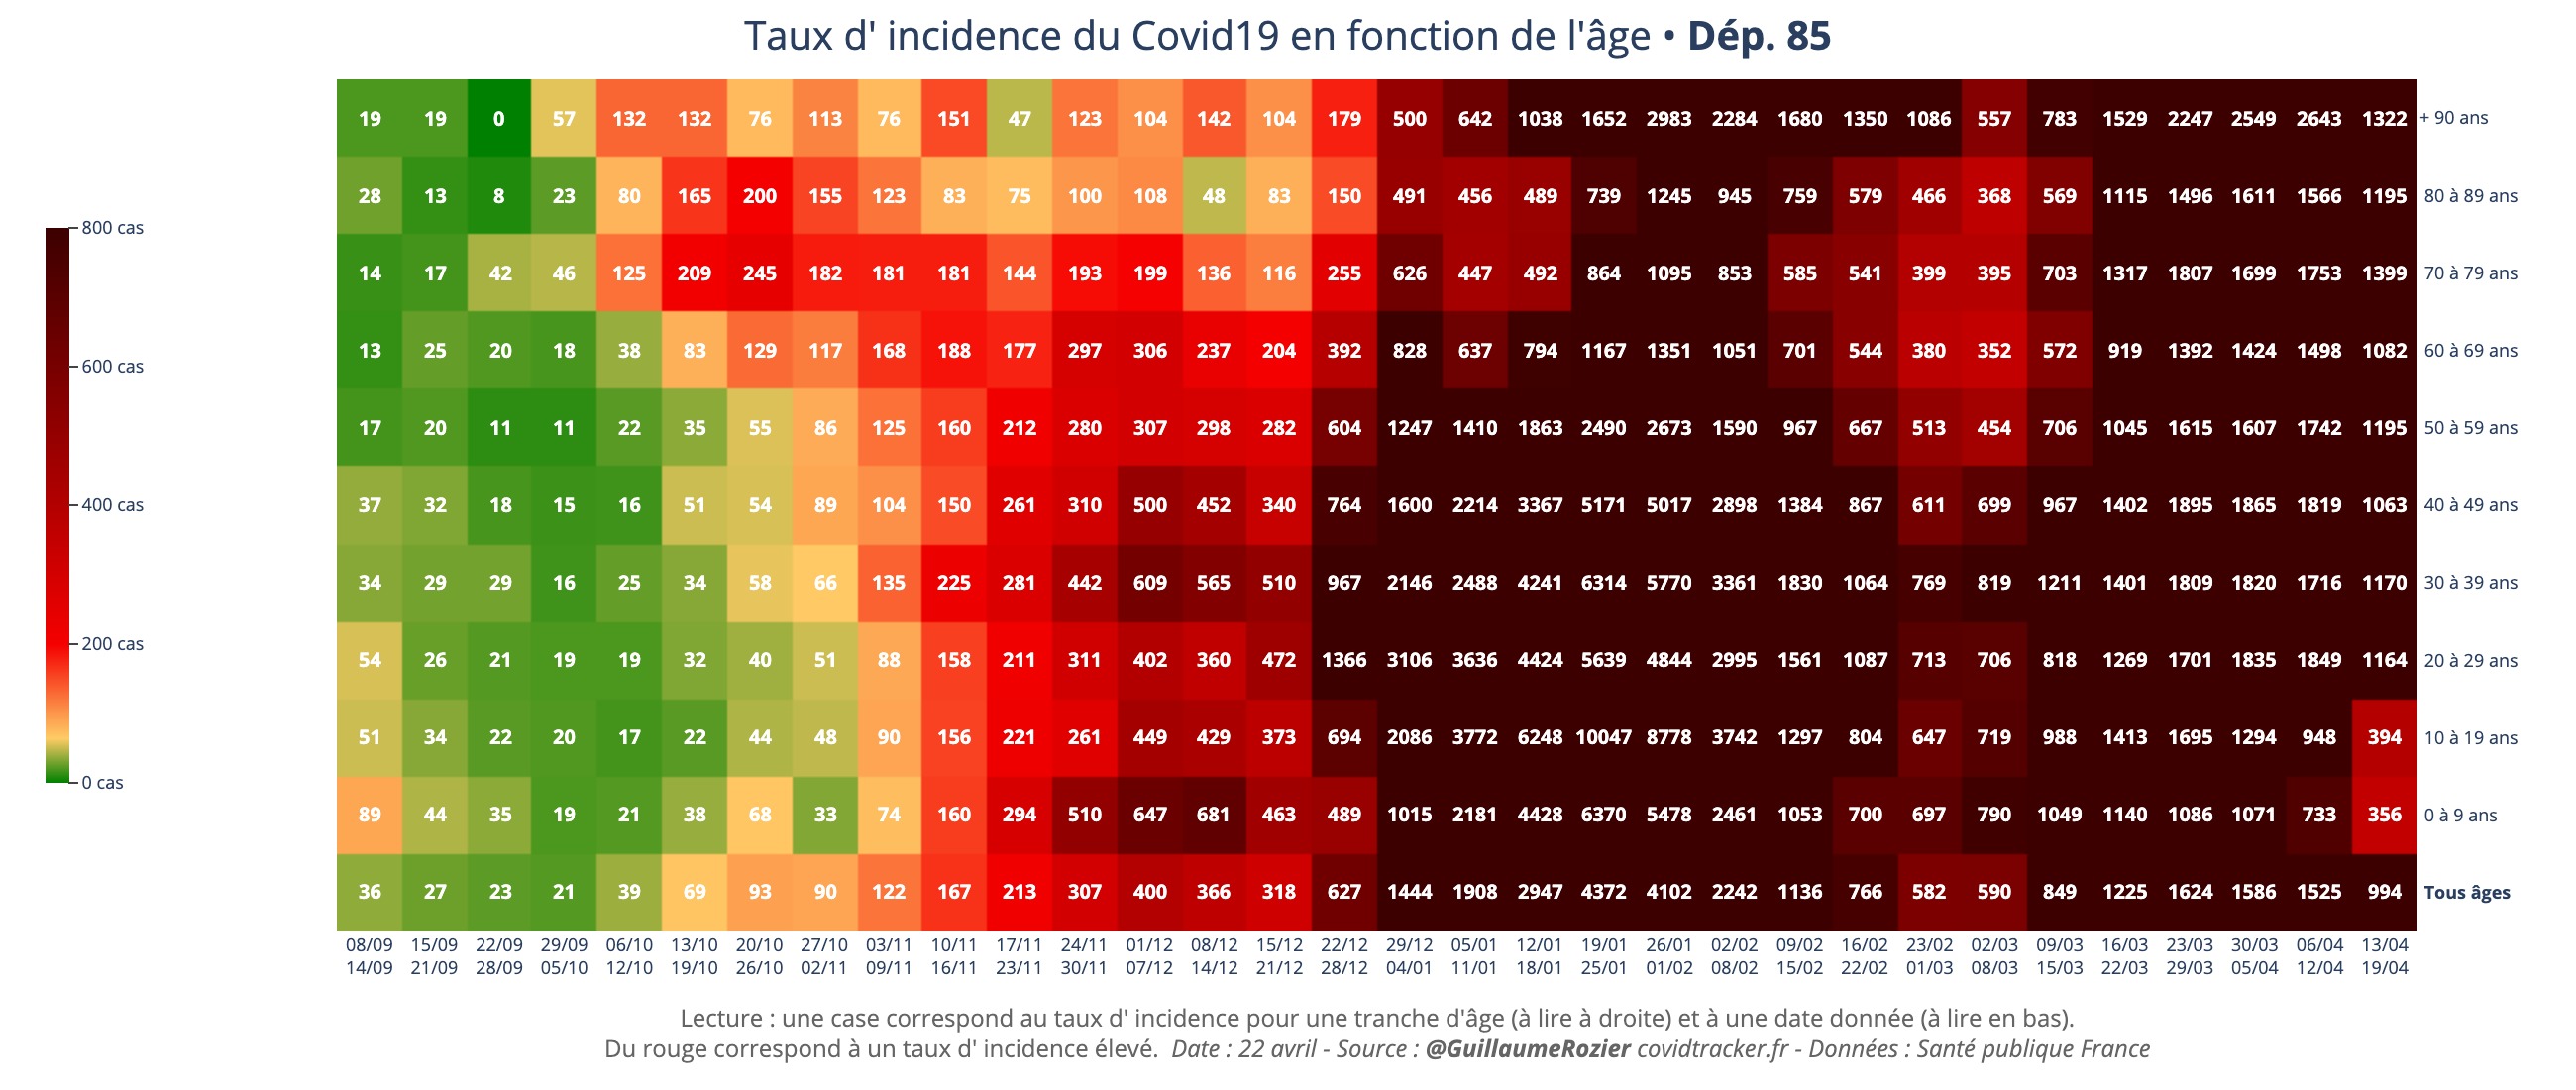 Taux d' incidence du Covid19 en fonction de l'âge • Dép. 85
800 cas
600 cas
400 cas
200 cas
0 cas
19 19 0 57 132 132 76 113 76 151 47 123 104 142 104 179 500 642 1038 1652 2983 2284 1680 1350 1086 557 783 1529 2247 2549 2643 1322 + 90 ans
28 13 8 23 80 165 200 155 123 83 75 100 108 48 83 150 491 456 489 739 1245 945 759 579 466 368 569 1115 1496 1611 1566 1195 80 à 89 ans
14 17 42 46 125 209 245 182 181 181 144 193 199 136 116 255 626 447 492 864 1095 853 585 541 399 395 703 1317 1807 1699 1753 1399 70 à 79 ans
13 25 20 18 38 83 129 117 168 188 177 297 306 237 204 392 828 637 794 1167 1351 1051 701 544 380 352 572 919 1392 1424 1498 1082 60 à 69 ans
17 20 11 11 22 35 55 86 125 160 212 280 307 298 282 604 1247 1410 1863 2490 2673 1590 967 667 513 454 706 1045 1615 1607 1742 1195 50 à 59 ans
37 32 18 15 16 51 54 89 104 150 261 310 500 452 340 764 1600 2214 3367 5171 5017 2898 1384 867 611 699 967 1402 1895 1865 1819 1063 40 à 49 ans
34 29 29 16 25 34 58 66 135 225 281 442 609 565 510 967 2146 2488 4241 6314 5770 3361 1830 1064 769 819 1211 1401 1809 1820 1716 1170 30 à 39 ans
54 26 21 19 19 32 40 51 88 158 211 311 402 360 472 1366 3106 3636 4424 5639 4844 2995 1561 1087 713 706 818 1269 1701 1835 1849 1164 20 à 29 ans
51 34 22 20 17 22 44 48 90 156 221 261 449 429 373 694 2086 3772 6248 10047 8778 3742 1297 804 647 719 988 1413 1695 1294 948 394 10 à 19 ans
89 44 35 19 21 38 68 33 74 160 294 510 647 681 463 489 1015 2181 4428 6370 5478 2461 1053 700 697 790 1049 1140 1086 1071 733 356 0 à 9 ans
36 27 23 21 39 69 93 90 122 167 213 307 400 366 318 627 1444 1908 2947 4372 4102 2242 1136 766 582 590 849 1225 1624 1586 1525 994 Tous âges
08/09 15/09 22/09 29/09 06/10 13/10 20/10 27/10 03/11 10/11 17/11 24/11 01/12 08/12 15/12 22/12 29/12 05/01 12/01 19/01 26/01 02/02 09/02 16/02 23/02 02/03 09/03 16/03 23/03 30/03 06/04 13/04
14/09 21/09 28/09 05/10 12/10 19/10 26/10 02/11 09/11 16/11 23/11 30/11 07/12 14/12 21/12 28/12 04/01 11/01 18/01 25/01 01/02 08/02 15/02 22/02 01/03 08/03 15/03 22/03 29/03 05/04 12/04 19/04
Lecture : une case correspond au taux d' incidence pour une tranche d'âge (à lire à droite) et à une date donnée (à lire en bas).
Du rouge correspond à un taux d' incidence élevé. Date : 22 avril - Source : @GuillaumeRozier covidtracker.fr - Données : Santé publique France